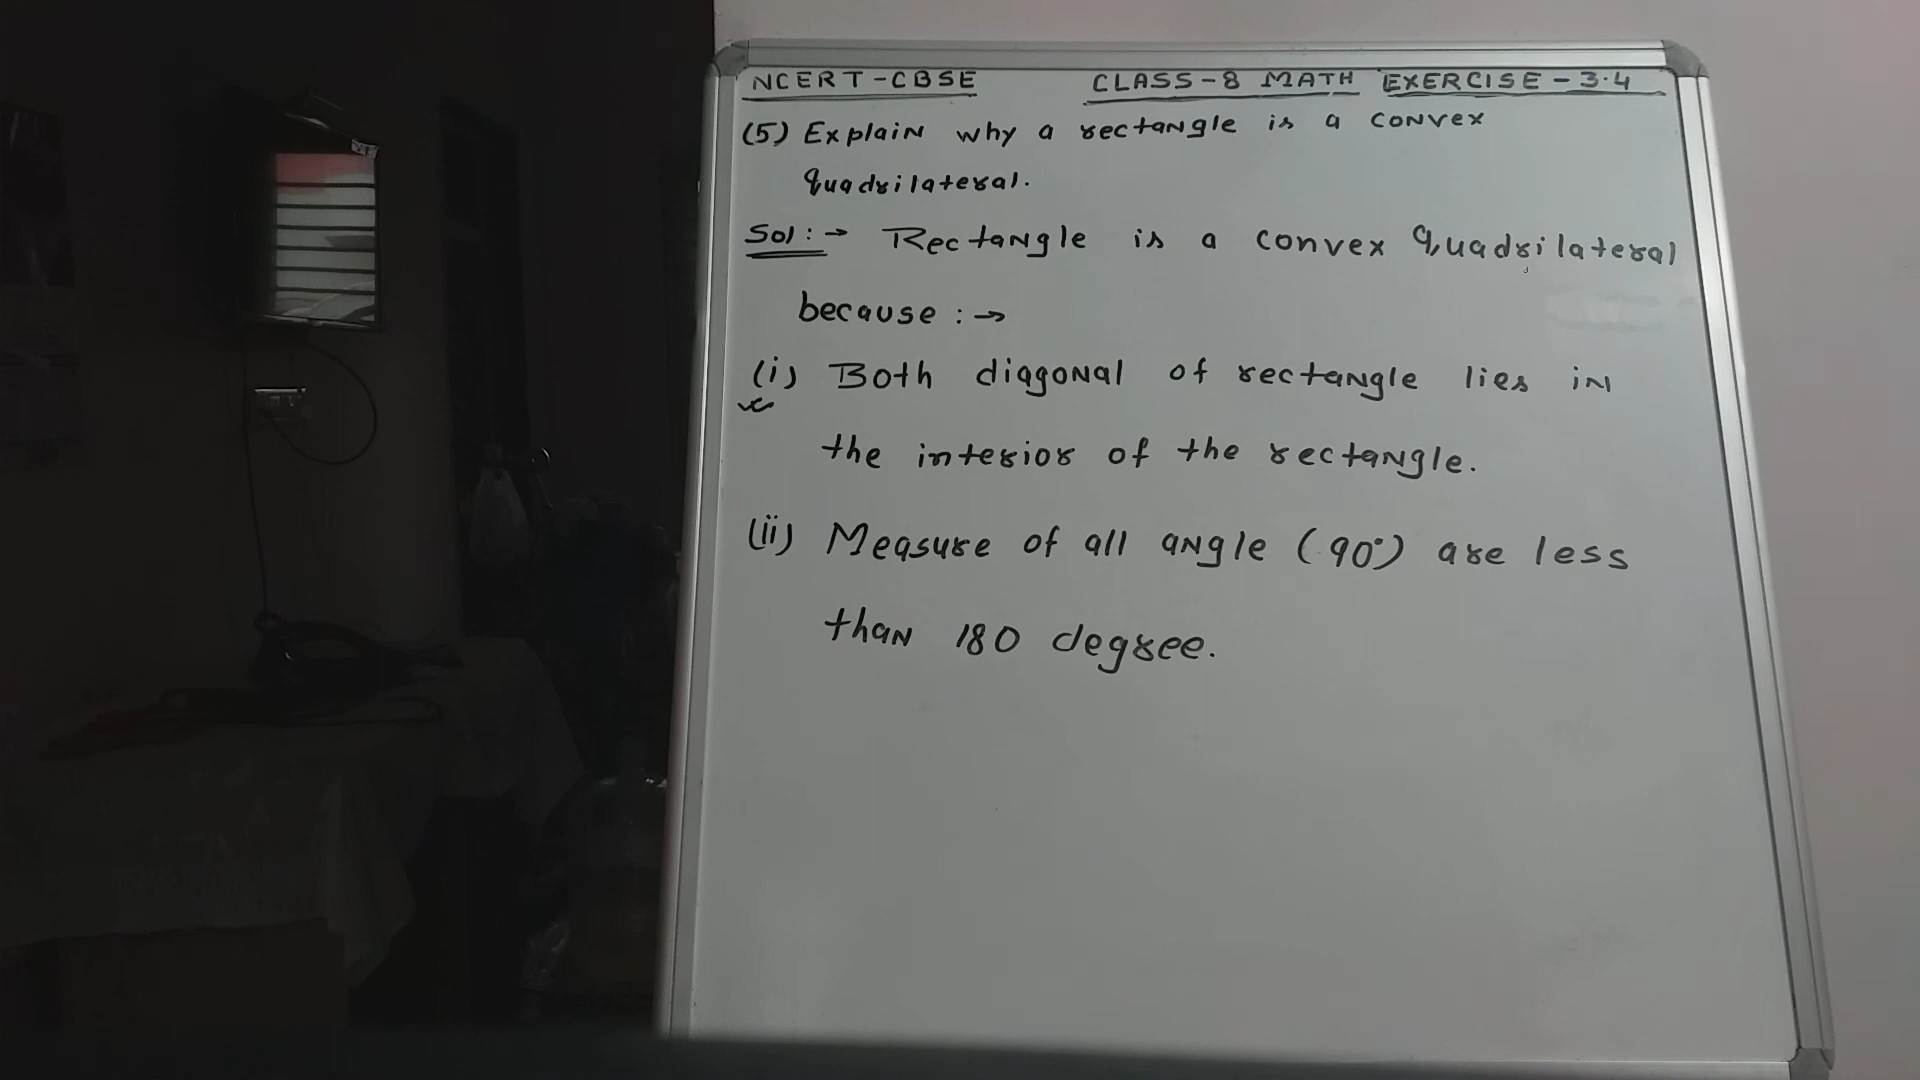 NCERT-CBSE CLASS-8 MATH EXERCISE-3.4
(5) Explain why a rectangle is a convex
quadrilateral.
Sol:→ Rectangle is a convex quadrilateral
because :→
(i) Both diagonal of rectangle lies in
the interior of the rectangle.
(ii) Measure of all angle (90°) are less
than 180 degree.